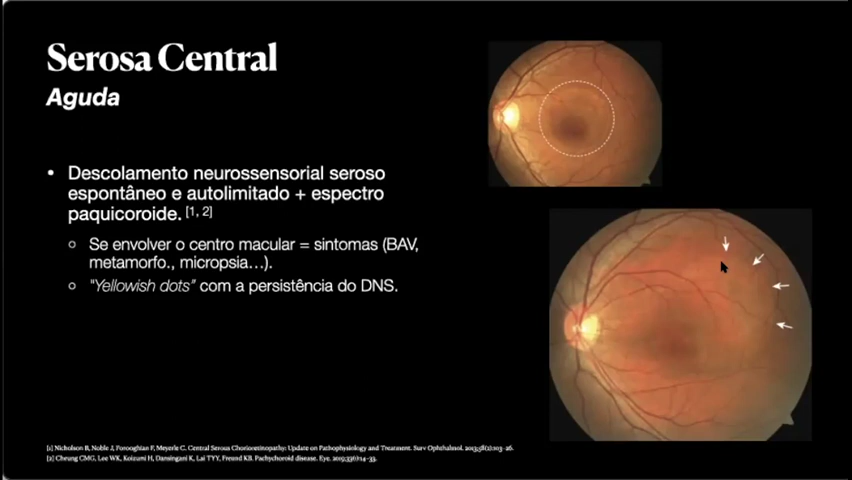 Serosa Central
Aguda
• Descolamento neurossensorial seroso
espontâneo e autolimitado + espectro
paquicoroide. [1, 2]
○ Se envolver o centro macular = sintomas (BAV,
metamorfo., micropsia…).
○ "Yellowish dots" com a persistência do DNS.
[1] Nicholson B, Noble J, Forooghian F, Meyerle C. Central Serous Chorioretinopathy: Update on Pathophysiology and Treatment. Surv Ophthalmol. 2013;58(2):103-26.
[2] Cheung CMG, Lee WK, Koizumi H, Dansingani K, Lai TYY, Freund KB. Pachychoroid disease. Eye. 2019;33(1):14-33.